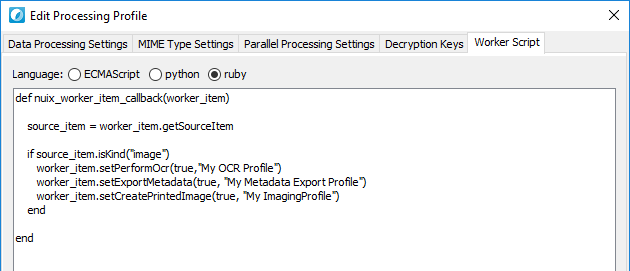 Edit Processing Profile
Data Processing Settings MIME Type Settings Parallel Processing Settings Decryption Keys Worker Script
Language: ECMAScript python ruby
def nuix_worker_item_callback(worker_item)
source_item = worker_item.getSourceItem
if source_item.isKind("image")
worker_item.setPerformOcr(true,"My OCR Profile")
worker_item.setExportMetadata(true, "My Metadata Export Profile")
worker_item.setCreatePrintedImage(true, "My ImagingProfile")
end
end